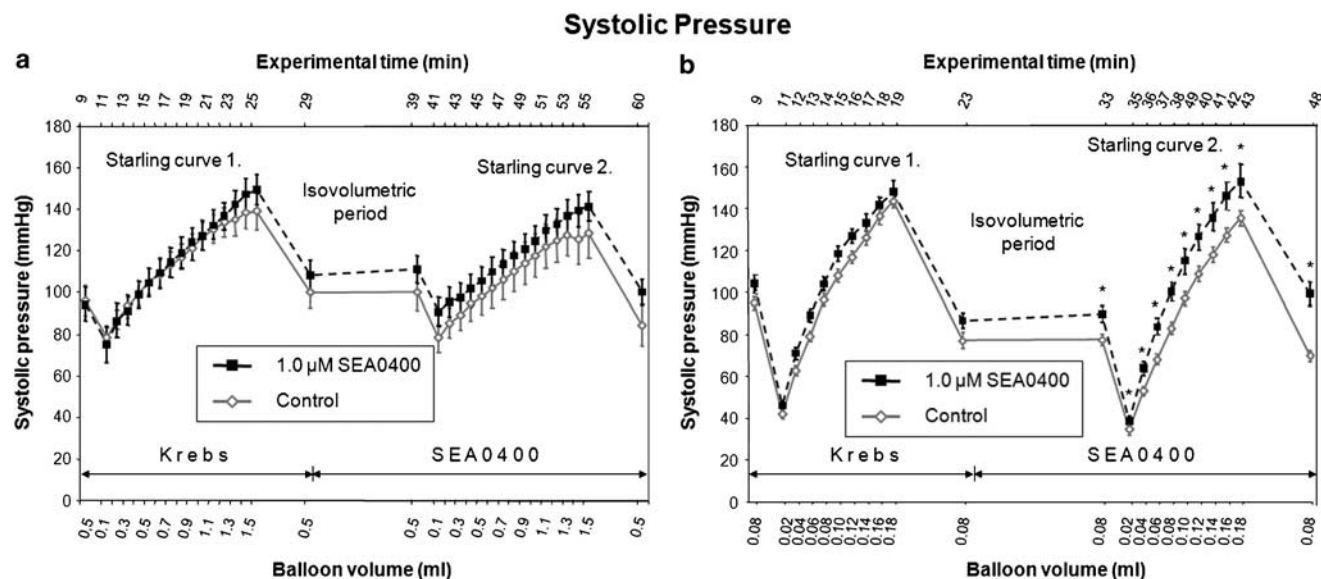 Systolic Pressure
a
Experimental time (min)
9 11 13 15 17 19 21 23 25 29 39 41 43 45 47 49 51 53 55 60
180
160
140
120
100
80
60
40
20
0
Systolic pressure (mmHg)
Starling curve 1.
Isovolumetric
period
Starling curve 2.
1.0 μM SEA0400
Control
Krebs
SEA0400
0.5 0.1 0.3 0.5 0.7 0.9 1.1 1.3 1.5 0.5 0.5 0.1 0.3 0.5 0.7 0.9 1.1 1.3 1.5 0.5
Balloon volume (ml)
b
Experimental time (min)
9 11 12 13 14 15 16 17 18 19 23 33 35 36 37 38 49 40 41 42 43 48
180
160
140
120
100
80
60
40
20
0
Systolic pressure (mmHg)
Starling curve 1.
Isovolumetric
period
Starling curve 2.
* * * * * * * * * * *
1.0 μM SEA0400
Control
Krebs
SEA0400
0.08 0.02 0.04 0.06 0.08 0.10 0.12 0.14 0.16 0.18 0.08 0.08 0.02 0.04 0.06 0.08 0.10 0.12 0.14 0.16 0.18 0.08
Balloon volume (ml)